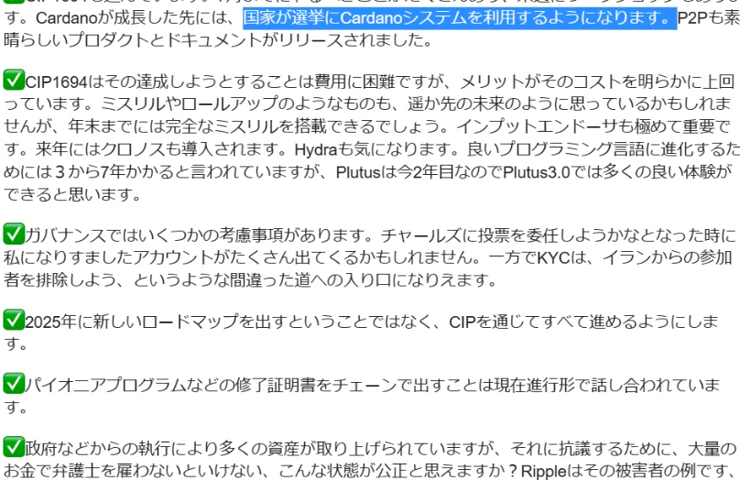 す。Cardanoが成長した先には、国家が選挙にCardanoシステムを利用するようになります。P2Pも素
晴らしいプロダクトとドキュメントがリリースされました。
✅CIP1694はその達成しようとすることは費用に困難ですが、メリットがそのコストを明らかに上回
っています。ミスリルやロールアップのようなものも、遥か先の未来のように思っているかもしれま
せんが、年末までには完全なミスリルを搭載できるでしょう。インプットエンドーサも極めて重要で
す。来年にはクロノスも導入されます。Hydraも気になります。良いプログラミング言語に進化するた
めには３から7年かかると言われていますが、Plutusは今2年目なのでPlutus3.0では多くの良い体験が
できると思います。
✅ガバナンスではいくつかの考慮事項があります。チャールズに投票を委任しようかなとなった時に
私になりすましたアカウントがたくさん出てくるかもしれません。一方でKYCは、イランからの参加
者を排除しよう、というような間違った道への入り口になりえます。
✅2025年に新しいロードマップを出すということではなく、CIPを通じてすべて進めるようにしま
す。
✅パイオニアプログラムなどの修了証明書をチェーンで出すことは現在進行形で話し合われていま
す。
✅政府などからの執行により多くの資産が取り上げられていますが、それに抗議するために、大量の
お金で弁護士を雇わないといけない、こんな状態が公正と思えますか？Rippleはその被害者の例です、